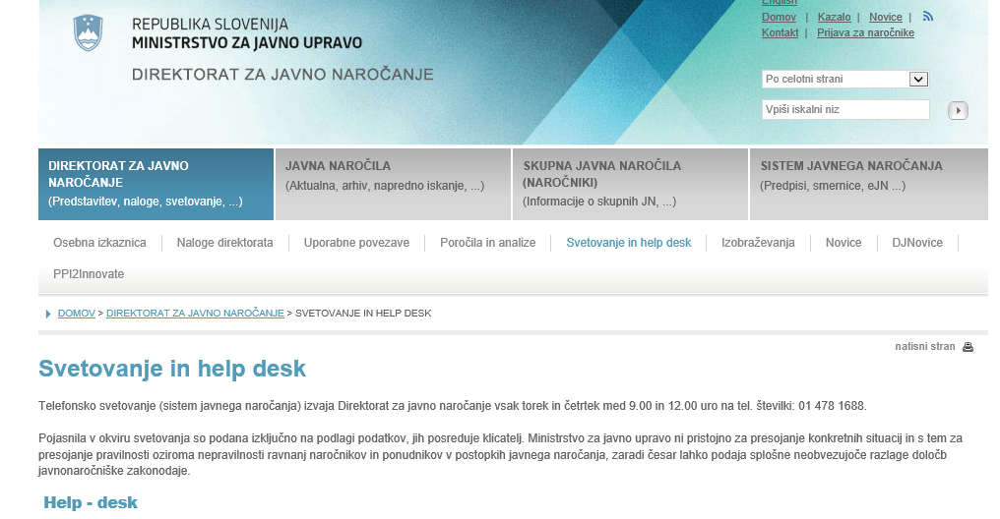 English
REPUBLIKA SLOVENIJA
MINISTRSTVO ZA JAVNO UPRAVO
DIREKTORAT ZA JAVNO NAROČANJE
Domov | Kazalo | Novice |
Kontakt | Prijava za naročnike
Po celotni strani
Vpiši iskalni niz
DIREKTORAT ZA JAVNO
NAROČANJE
(Predstavitev, naloge, svetovanje, ...)
JAVNA NAROČILA
(Aktualna, arhiv, napredno iskanje, ...)
SKUPNA JAVNA NAROČILA
(NAROČNIKI)
(Informacije o skupnih JN, ...)
SISTEM JAVNEGA NAROČANJA
(Predpisi, smernice, eJN ...)
Osebna izkaznica | Naloge direktorata | Uporabne povezave | Poročila in analize | Svetovanje in help desk | Izobraževanja | Novice | DJNovice |
PPI2Innovate
DOMOV > DIREKTORAT ZA JAVNO NAROČANJE > SVETOVANJE IN HELP DESK
natisni stran
Svetovanje in help desk
Telefonsko svetovanje (sistem javnega naročanja) izvaja Direktorat za javno naročanje vsak torek in četrtek med 9.00 in 12.00 uro na tel. številki: 01 478 1688.
Pojasnila v okviru svetovanja so podana izključno na podlagi podatkov, jih posreduje klicatelj. Ministrstvo za javno upravo ni pristojno za presojanje konkretnih situacij in s tem za
presojanje pravilnosti oziroma nepravilnosti ravnanj naročnikov in ponudnikov v postopkih javnega naročanja, zaradi česar lahko podaja splošne neobvezujoče razlage določb
javnonaročniške zakonodaje.
Help - desk